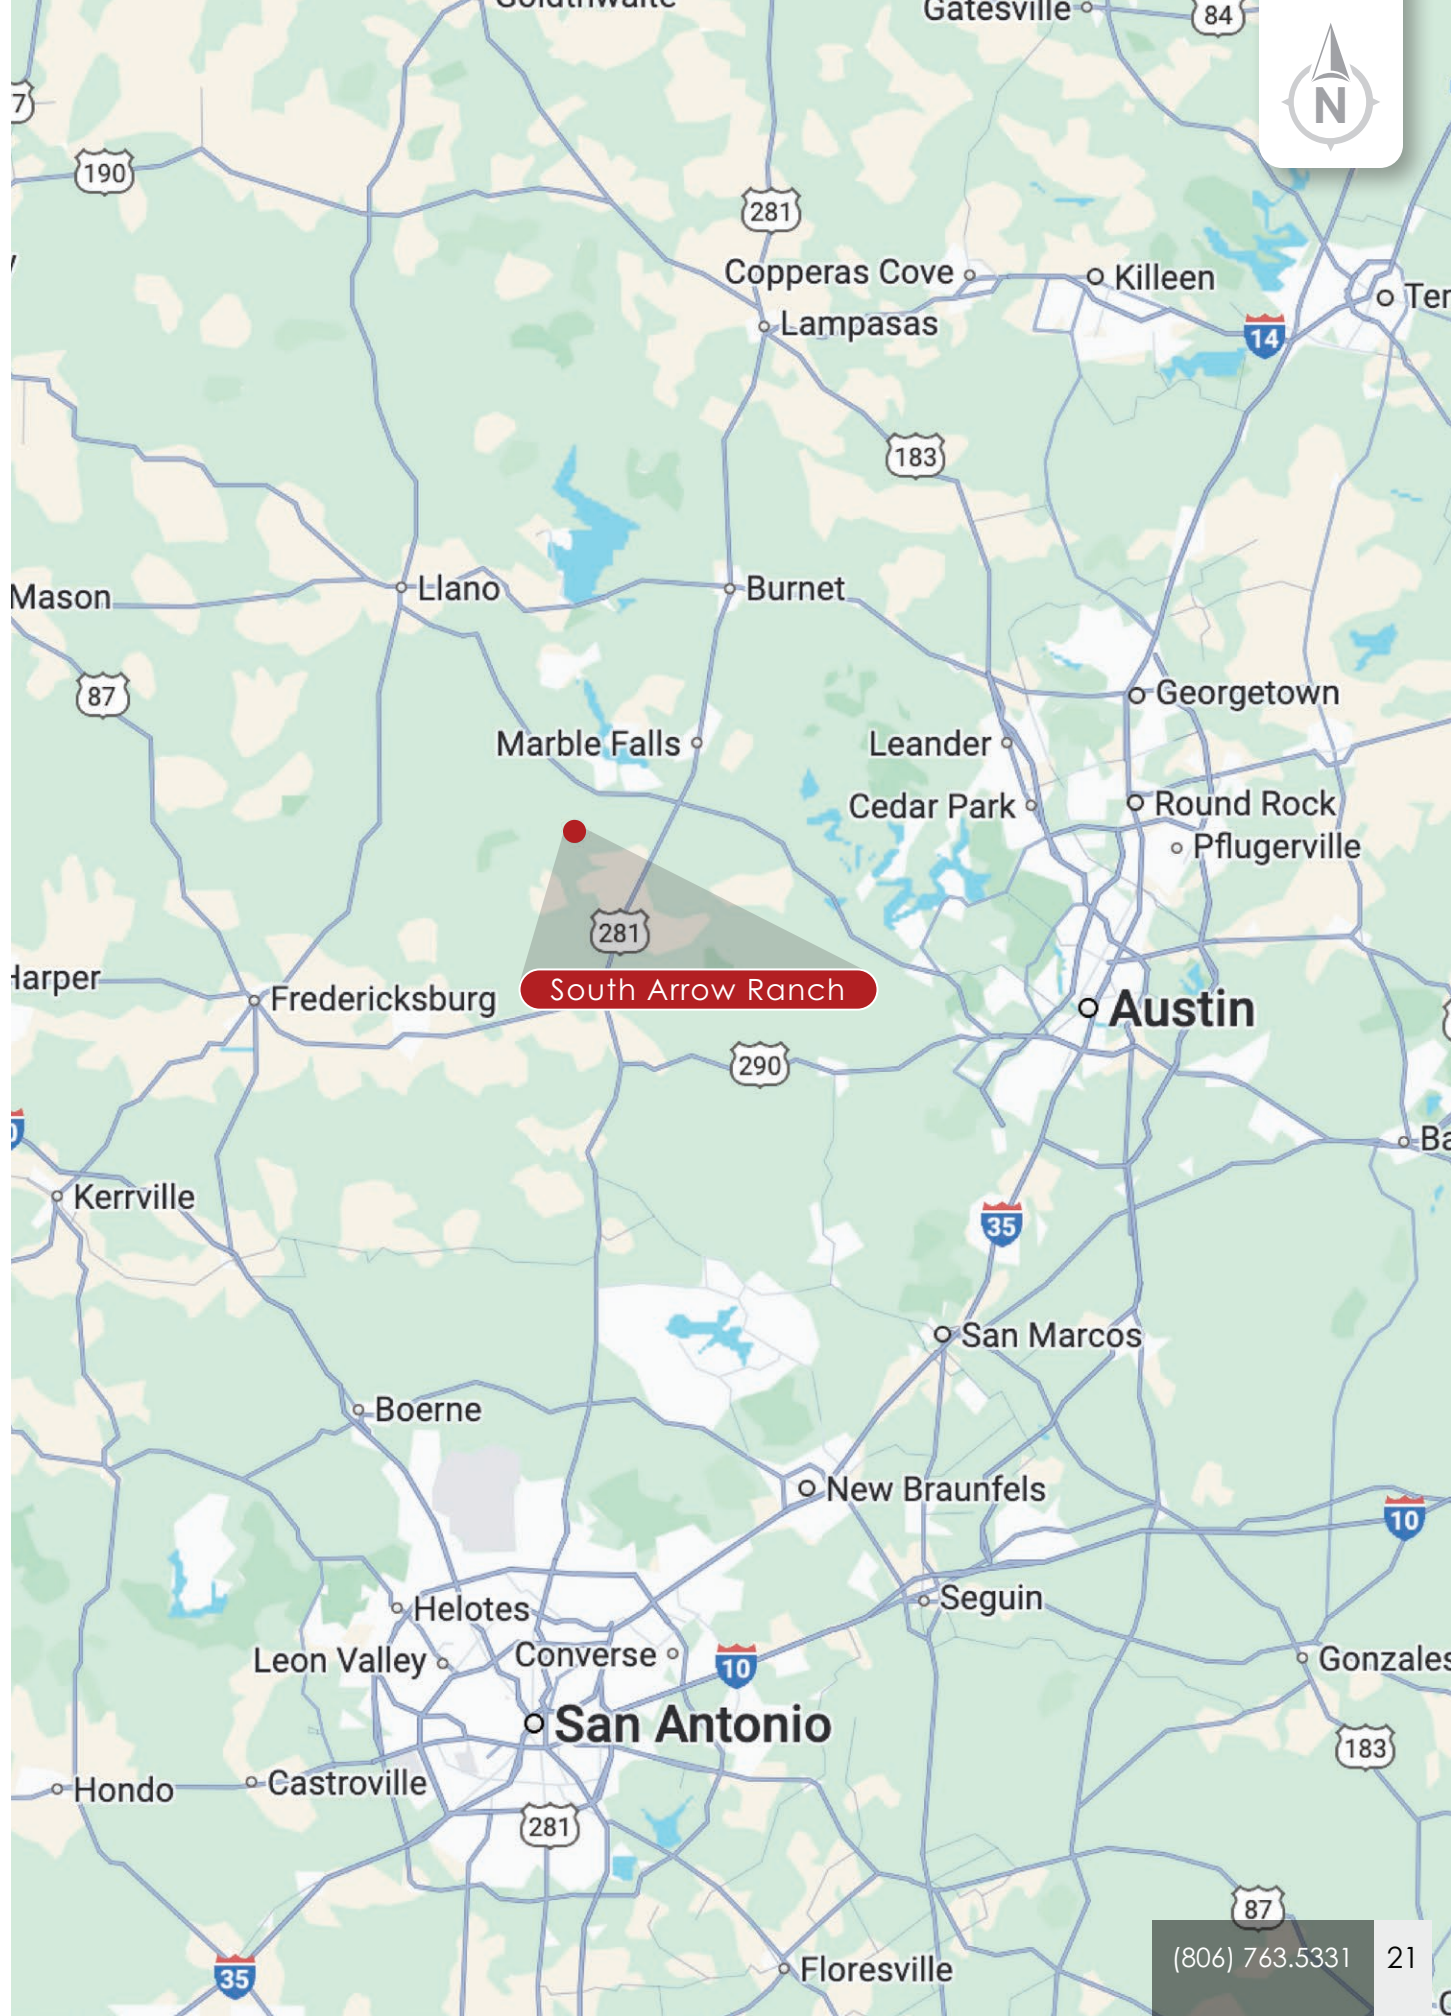 Goldthwaite
Gatesville
84
N
7
190
281
Copperas Cove
Killeen
Lampasas
14
183
Mason
Llano
Burnet
87
Georgetown
Marble Falls
Leander
Cedar Park
Round Rock
Pflugerville
281
Harper
South Arrow Ranch
Fredericksburg
Austin
290
Kerrville
35
San Marcos
Boerne
New Braunfels
10
Helotes
Seguin
Leon Valley
Converse
10
Gonzales
San Antonio
183
Hondo
Castroville
281
87
(806) 763.5331
21
35
Floresville